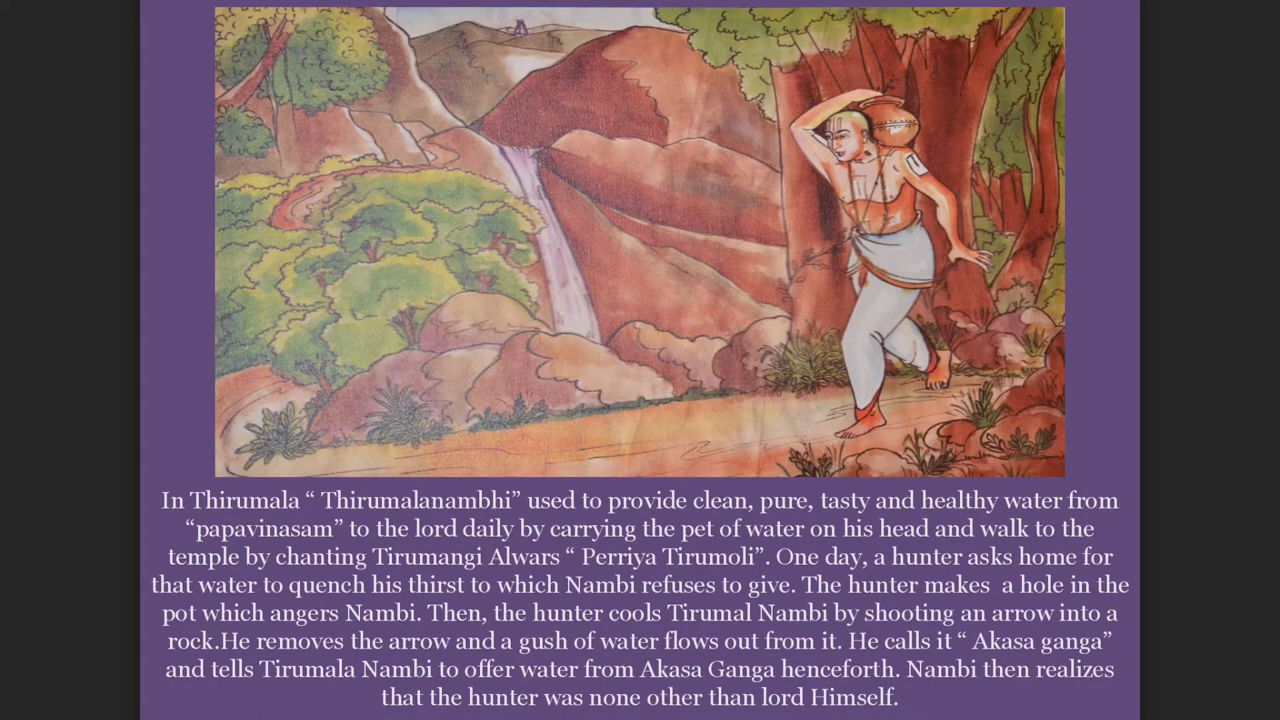 In Thirumala “ Thirumalanambhi” used to provide clean, pure, tasty and healthy water from
“papavinasam” to the lord daily by carrying the pet of water on his head and walk to the
temple by chanting Tirumangi Alwars “ Perriya Tirumoli”. One day, a hunter asks home for
that water to quench his thirst to which Nambi refuses to give. The hunter makes  a hole in the
pot which angers Nambi. Then, the hunter cools Tirumal Nambi by shooting an arrow into a
rock.He removes the arrow and a gush of water flows out from it. He calls it “ Akasa ganga”
and tells Tirumala Nambi to offer water from Akasa Ganga henceforth. Nambi then realizes
that the hunter was none other than lord Himself.